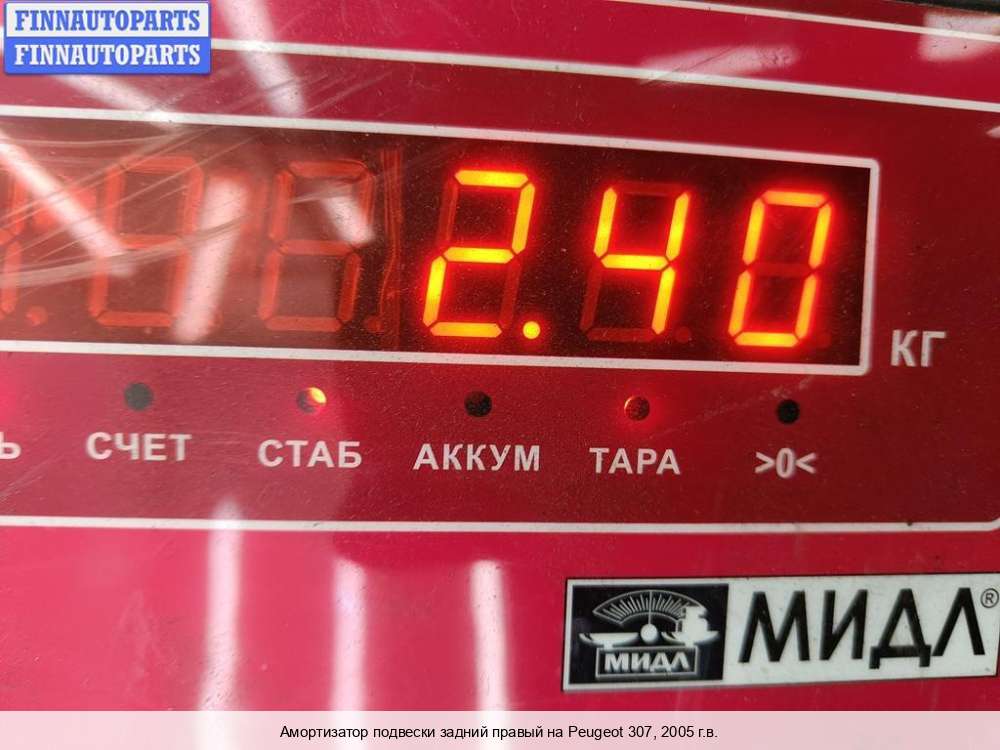 FINNAUTOPARTS
FINNAUTOPARTS
2.40
КГ
СЧЕТ СТАБ АККУМ ТАРА >0<
МИДЛ®
МИДЛ
Амортизатор подвески задний правый на Peugeot 307, 2005 г.в.